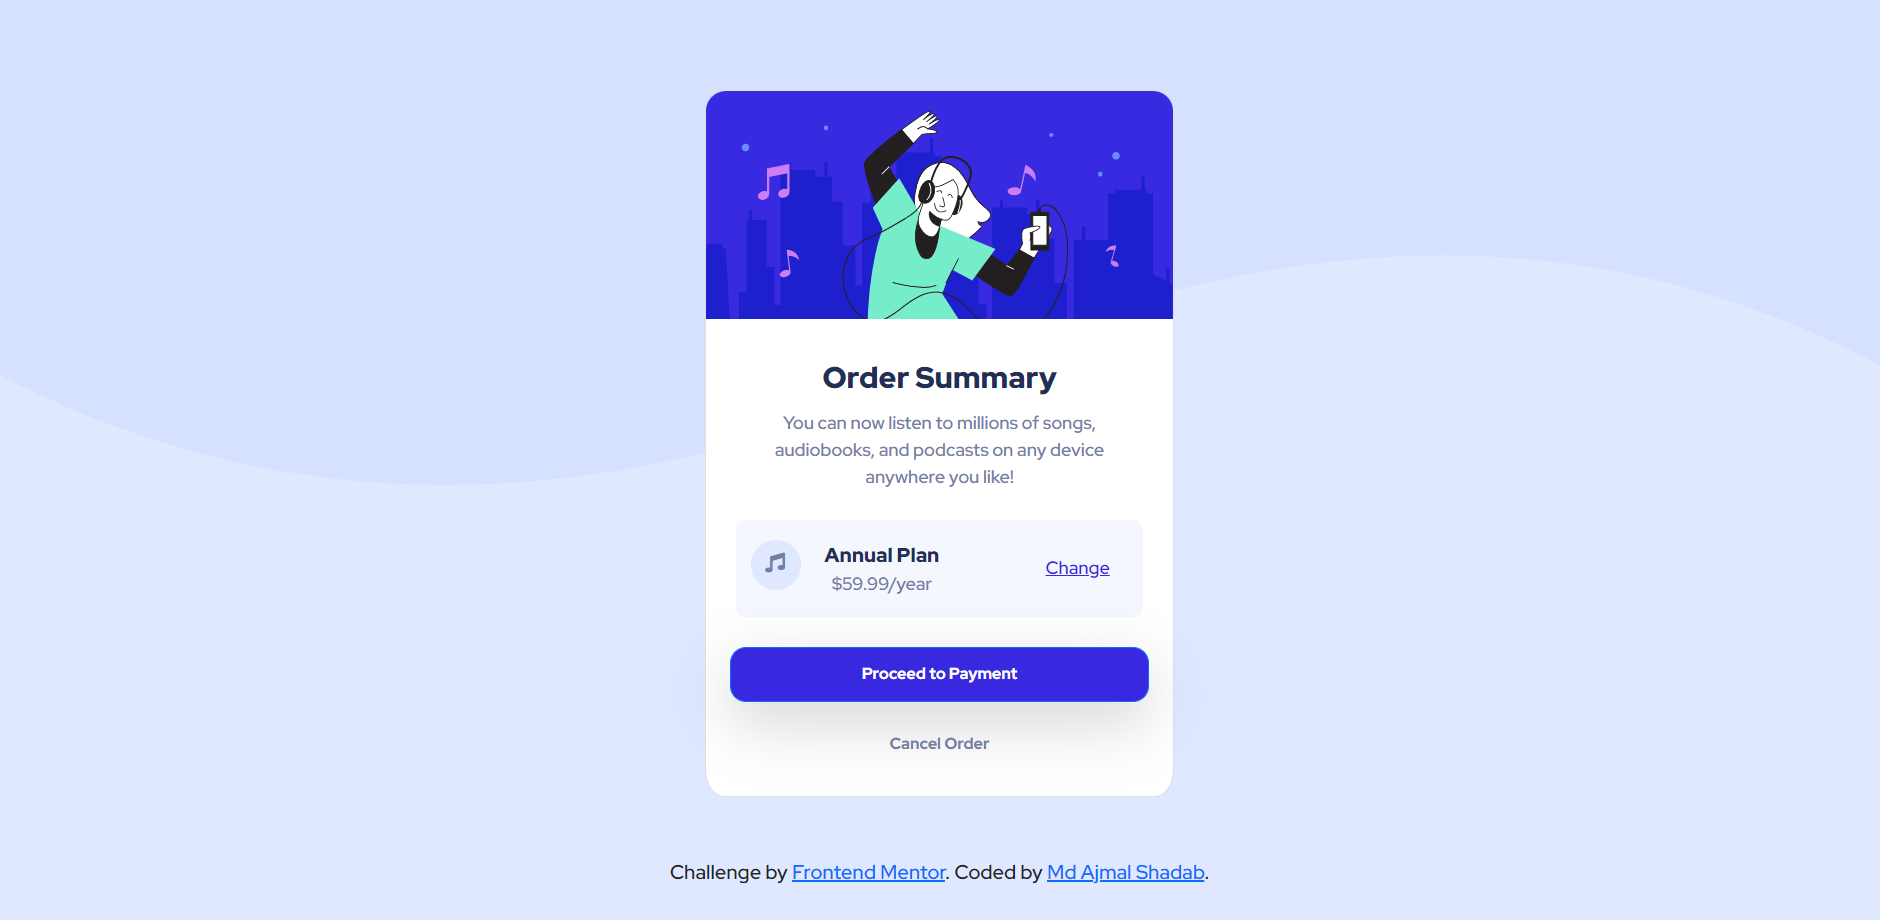 Order Summary
You can now listen to millions of songs,
audiobooks, and podcasts on any device
anywhere you like!
Annual Plan
$59.99/year
Change
Proceed to Payment
Cancel Order
Challenge by Frontend Mentor. Coded by Md Ajmal Shadab.